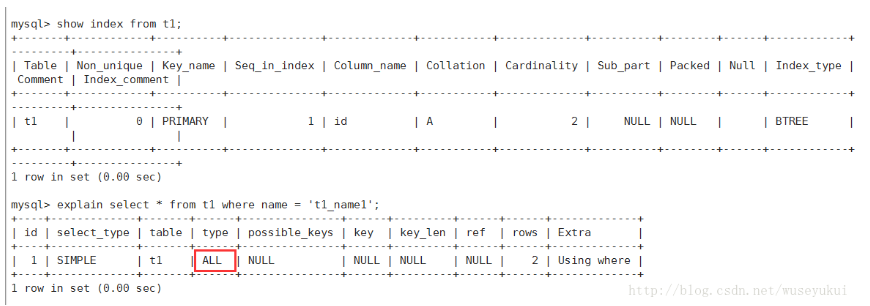 mysql> show index from t1;
+-------+------------+----------+--------------+-------------+-----------+-------------+----------+--------+------+------------+
---------+---------------+
| Table | Non_unique | Key_name | Seq_in_index | Column_name | Collation | Cardinality | Sub_part | Packed | Null | Index_type |
 Comment | Index_comment |
+-------+------------+----------+--------------+-------------+-----------+-------------+----------+--------+------+------------+
---------+---------------+
| t1    |          0 | PRIMARY  |            1 | id          | A         |           2 |     NULL | NULL   |      | BTREE      |
         |               |
+-------+------------+----------+--------------+-------------+-----------+-------------+----------+--------+------+------------+
---------+---------------+
1 row in set (0.00 sec)
mysql> explain select * from t1 where name = 't1_name1';
+----+-------------+-------+------+---------------+------+---------+------+------+-------------+
| id | select_type | table | type | possible_keys | key  | key_len | ref  | rows | Extra       |
+----+-------------+-------+------+---------------+------+---------+------+------+-------------+
|  1 | SIMPLE      | t1    | ALL  | NULL          | NULL | NULL    | NULL |    2 | Using where |
+----+-------------+-------+------+---------------+------+---------+------+------+-------------+
1 row in set (0.00 sec)
http://blog.csdn.net/wuseyukui